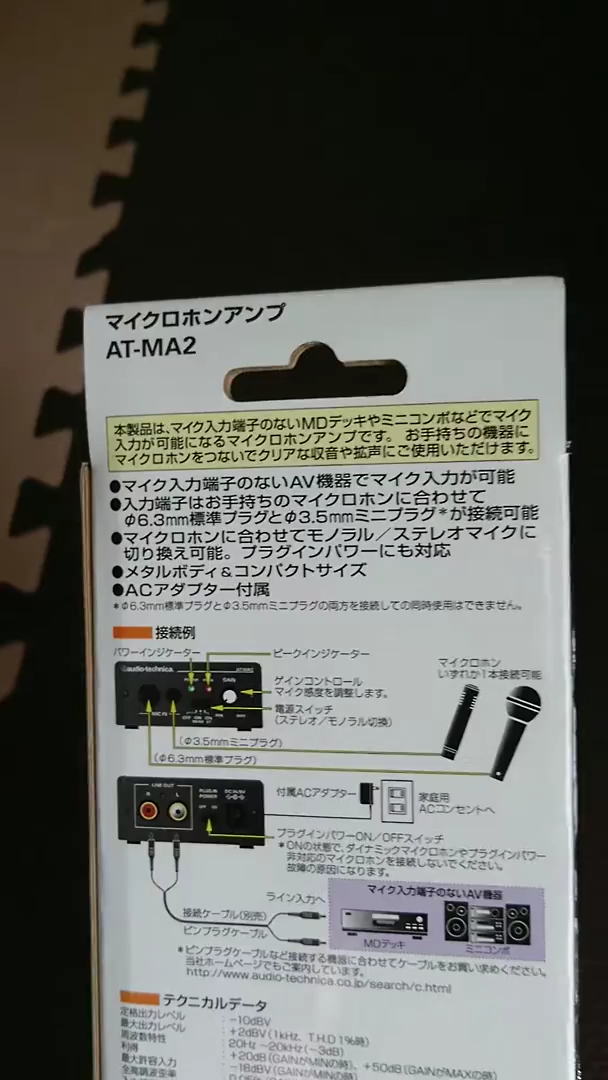 マイクロホンアンプ
AT-MA2
本製品は、マイク入力端子のないMDデッキやミニコンポなどでマイク
入力が可能になるマイクロホンアンプです。お手持ちの機器に
マイクロホンをつないでクリアな収音や拡声にご使用いただけます。
●マイク入力端子のないAV機器でマイク入力が可能
●入力端子はお手持ちのマイクロホンに合わせて
φ6.3mm標準プラグとφ3.5mmミニプラグ*が接続可能
●マイクロホンに合わせてモノラル/ステレオマイクに
切り換え可能。プラグインパワーにも対応
●メタルボディ&コンパクトサイズ
●ACアダプター付属
*φ6.3mm標準プラグとφ3.5mmミニプラグの両方を接続しての同時使用はできません。
接続例
パワーインジケーター
ピークインジケーター
マイクロホン
いずれか1本接続可能
audio-technica
AT-MA2
GAIN
MIC IN
ゲインコントロール
マイク感度を調整します。
電源スイッチ
(ステレオ/モノラル切換)
(φ3.5mmミニプラグ)
(φ6.3mm標準プラグ)
LINE OUT
R L
PLUG IN
POWER
OFF ON
DC IN 9V
付属ACアダプター
家庭用
ACコンセントへ
プラグインパワーON/OFFスイッチ
*ONの状態で、ダイナミックマイクロホンやプラグインパワー
非対応のマイクロホンを接続しないでください。
故障の原因になります。
ライン入力へ
マイク入力端子のないAV機器
接続ケーブル(別売)
ピンプラグケーブル
MDデッキ
ミニコンポ
*ピンプラグケーブルなど接続する機器に合わせてケーブルをお買い求めください。
当社ホームページでもご案内しています。
http://www.audio-technica.co.jp/search/c.html
テクニカルデータ
定格出力レベル : -10dBV
最大出力レベル : +2dBV(1kHz、T.H.D 1%時)
周波数特性 : 20Hz~20kHz(-3dB)
利得 : +20dB(GAINがMINの時)、+50dB(GAINがMAXの時)
最大許容入力 : -18dBV(GAINがMINの時)
全高調波歪率